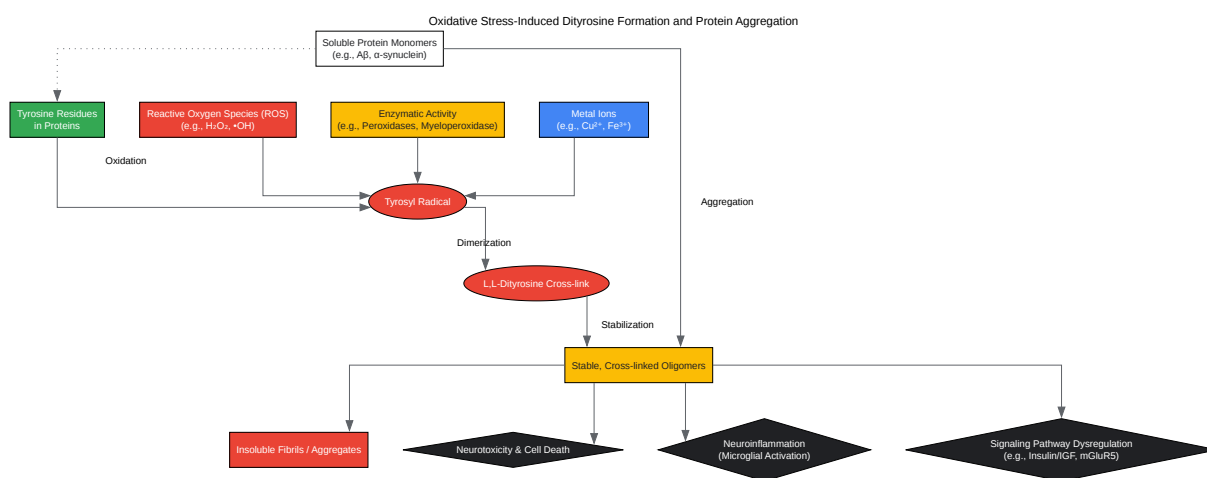 Oxidative Stress-Induced Dityrosine Formation and Protein Aggregation
Soluble Protein Monomers
(e.g., Aβ, α-synuclein)
Tyrosine Residues
in Proteins
Reactive Oxygen Species (ROS)
(e.g., H₂O₂, •OH)
Enzymatic Activity
(e.g., Peroxidases, Myeloperoxidase)
Metal Ions
(e.g., Cu²⁺, Fe³⁺)
Oxidation
Tyrosyl Radical
Aggregation
Dimerization
L,L-Dityrosine Cross-link
Stabilization
Stable, Cross-linked Oligomers
Insoluble Fibrils / Aggregates
Neurotoxicity & Cell Death
Neuroinflammation
(Microglial Activation)
Signaling Pathway Dysregulation
(e.g., Insulin/IGF, mGluR5)